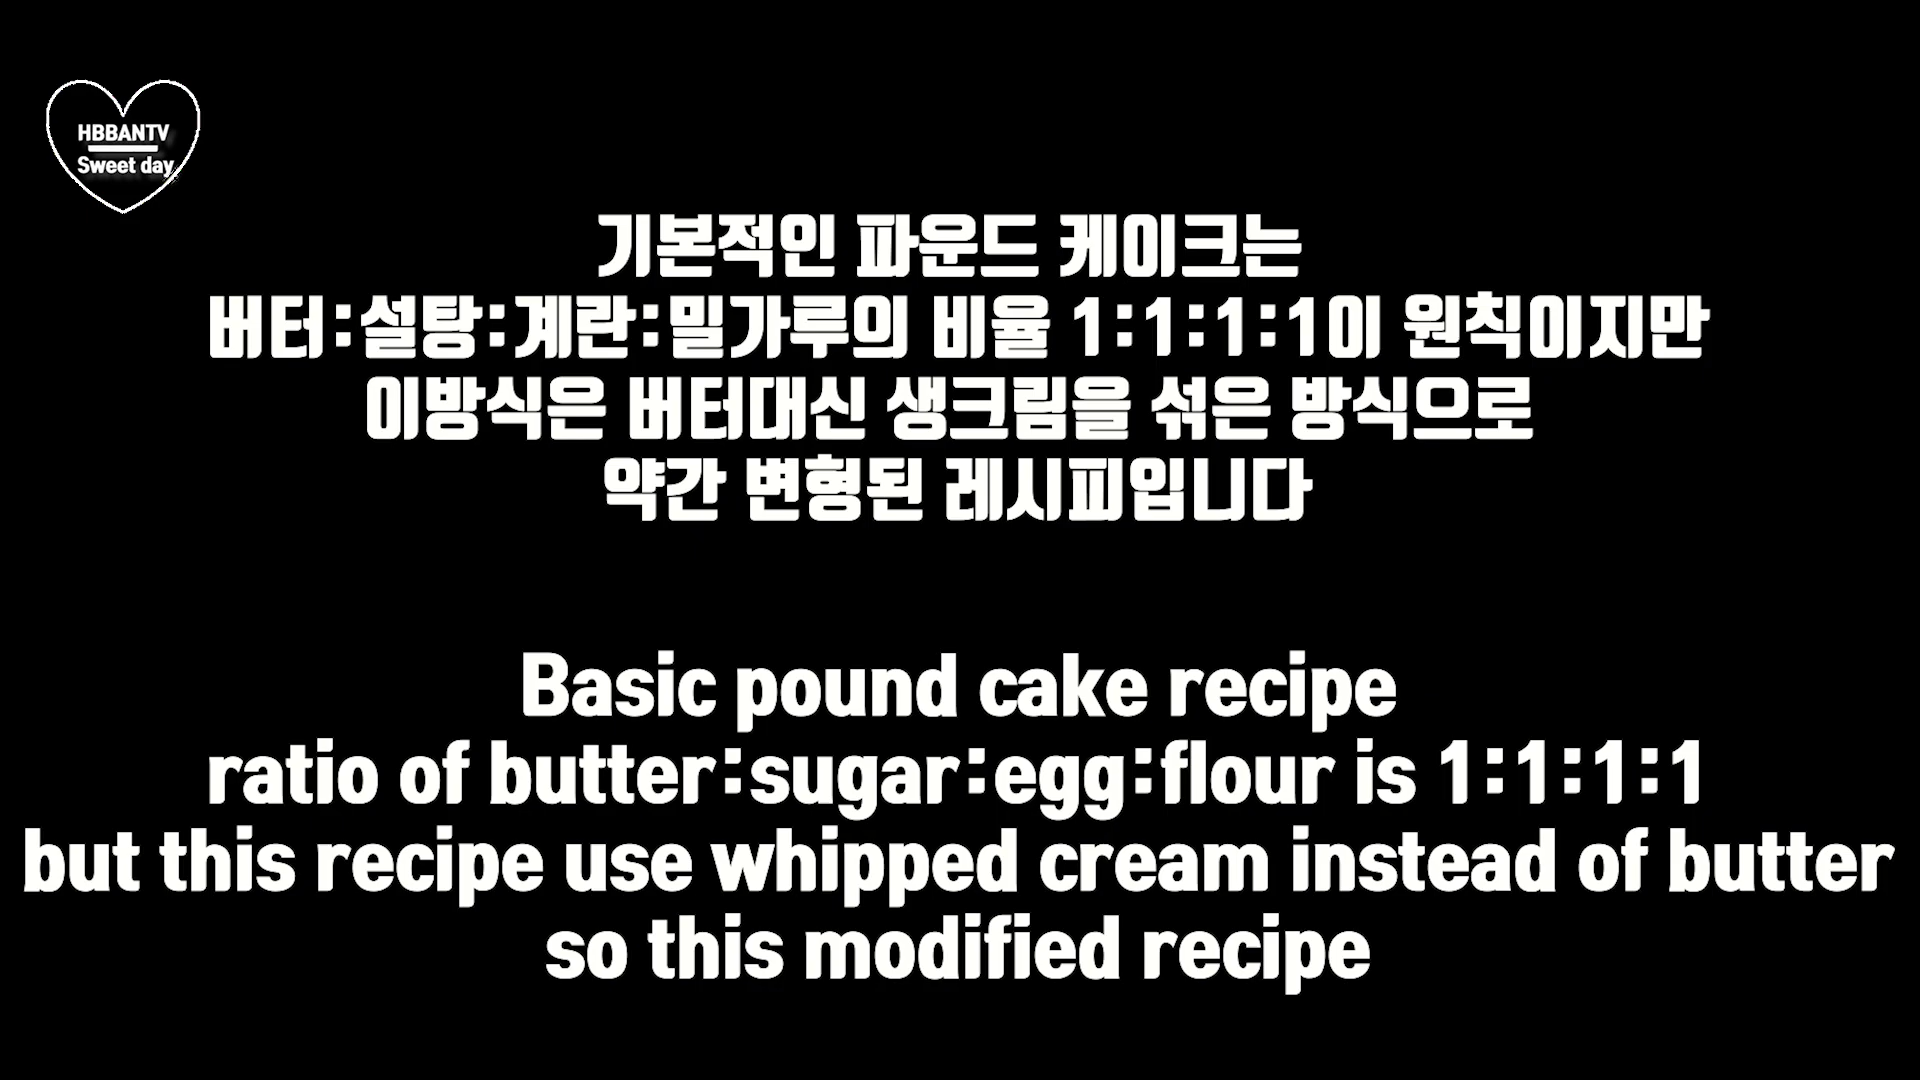 HBBANTV
Sweet day
기본적인 파운드 케이크는
버터:설탕:계란:밀가루의 비율 1:1:1:1이 원칙이지만
이방식은 버터대신 생크림을 섞은 방식으로
약간 변형된 레시피입니다
Basic pound cake recipe
ratio of butter:sugar:egg:flour is 1:1:1:1
but this recipe use whipped cream instead of butter
so this modified recipe